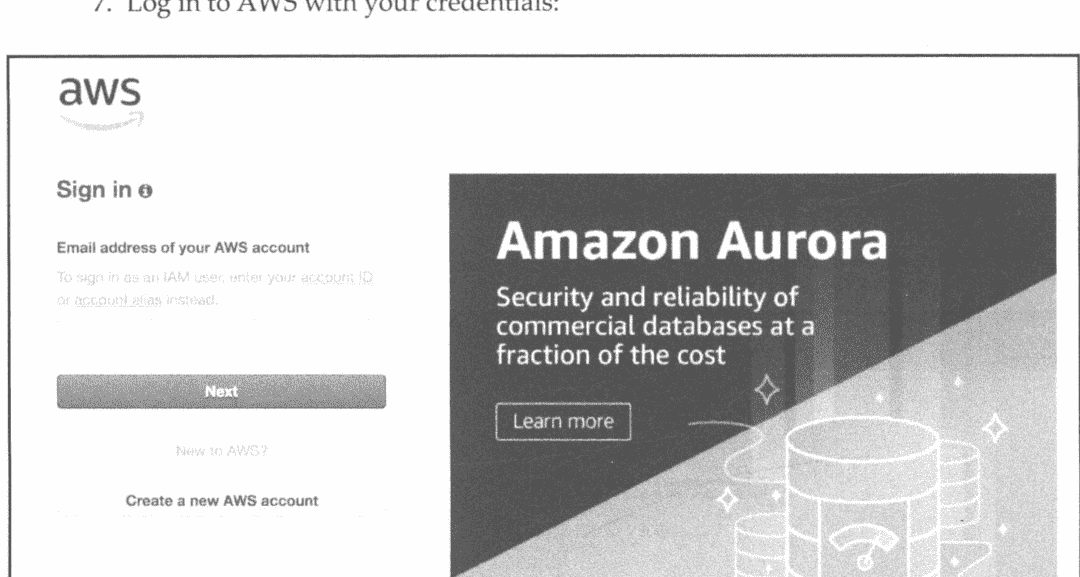 7. Log in to AWS with your credentials:
aws
Sign in
Email address of your AWS account
To sign in as an IAM user, enter your account ID
or account alias instead.
Next
New to AWS?
Create a new AWS account
Amazon Aurora
Security and reliability of
commercial databases at a
fraction of the cost
Learn more